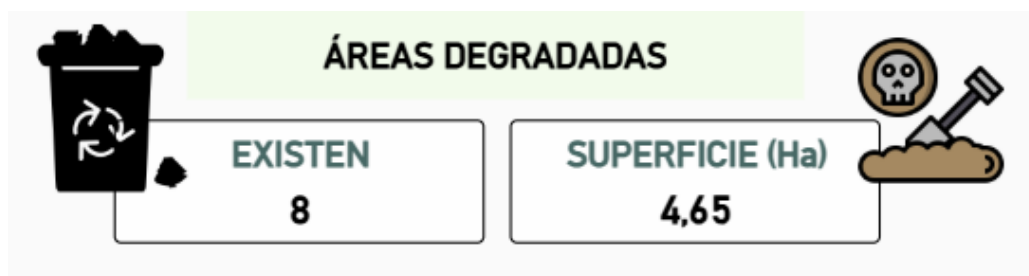 ÁREAS DEGRADADAS
EXISTEN
8
SUPERFICIE (Ha)
4,65